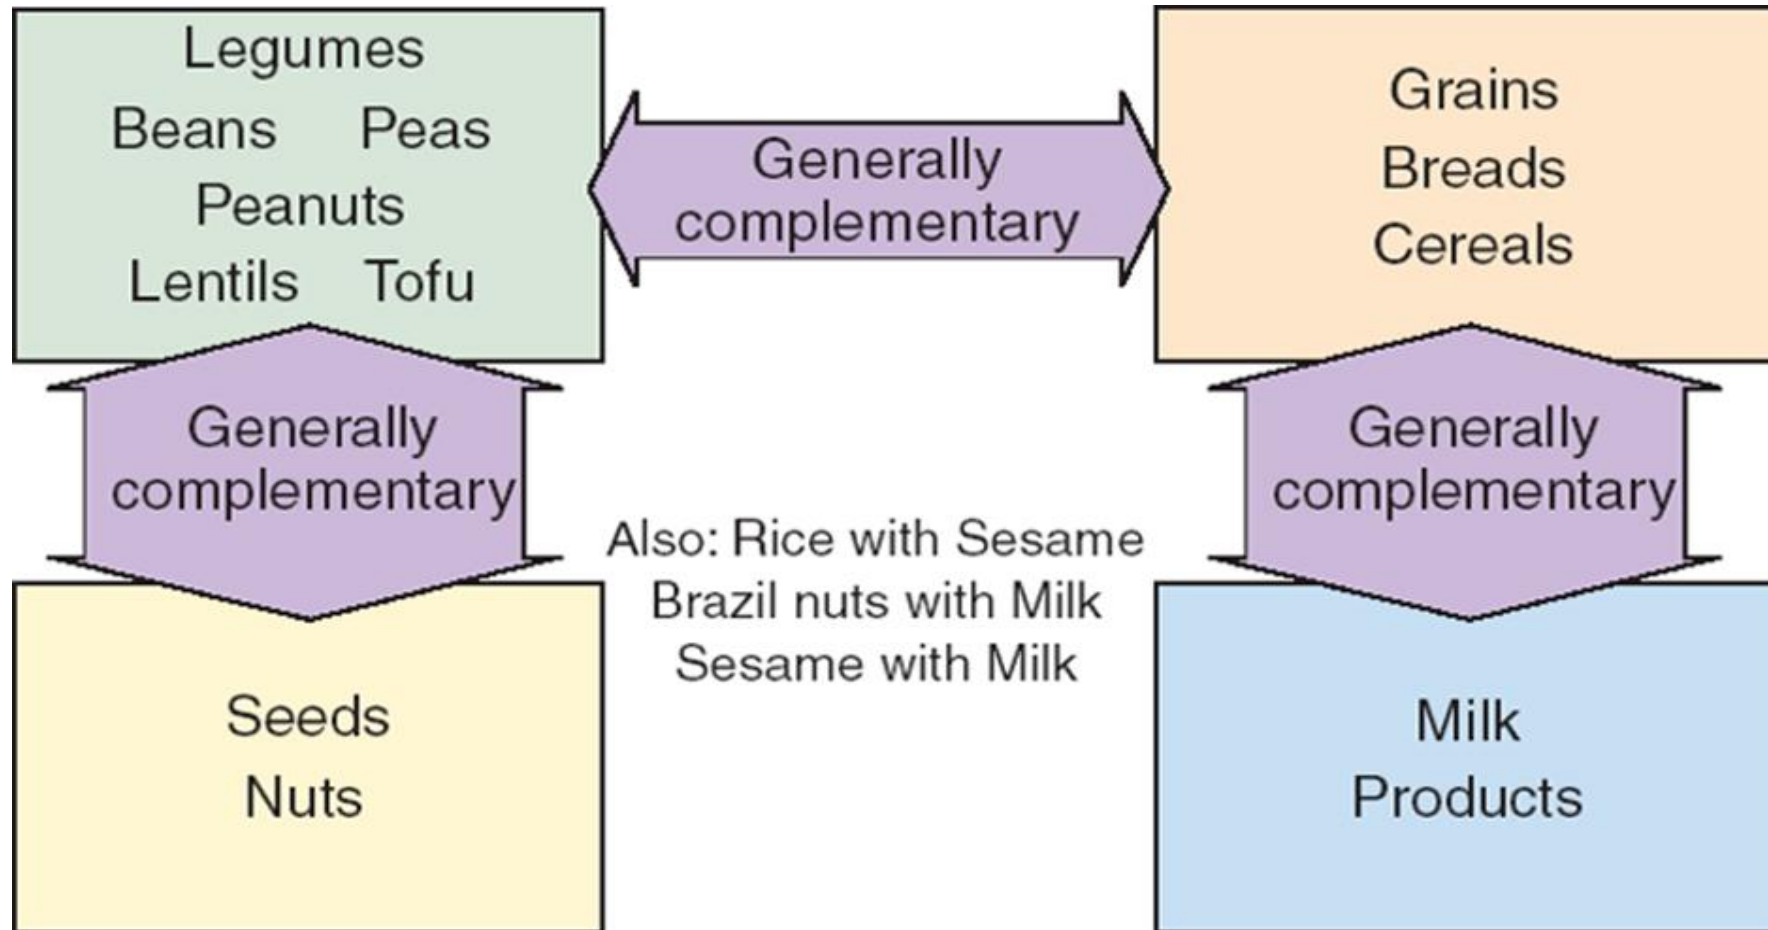 Legumes
Beans Peas
Peanuts
Lentils Tofu
Generally
complementary
Grains
Breads
Cereals
Generally
complementary
Generally
complementary
Also: Rice with Sesame
Brazil nuts with Milk
Sesame with Milk
Seeds
Nuts
Milk
Products